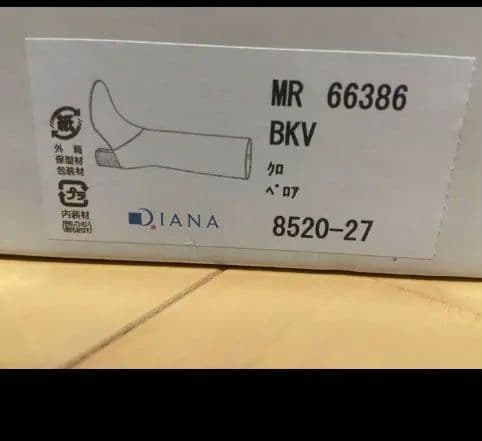 MR 66386
BKV
クロ
ベロア
8520-27
紙
外箱
保型材
包装材
プラ
内装材
DIANA